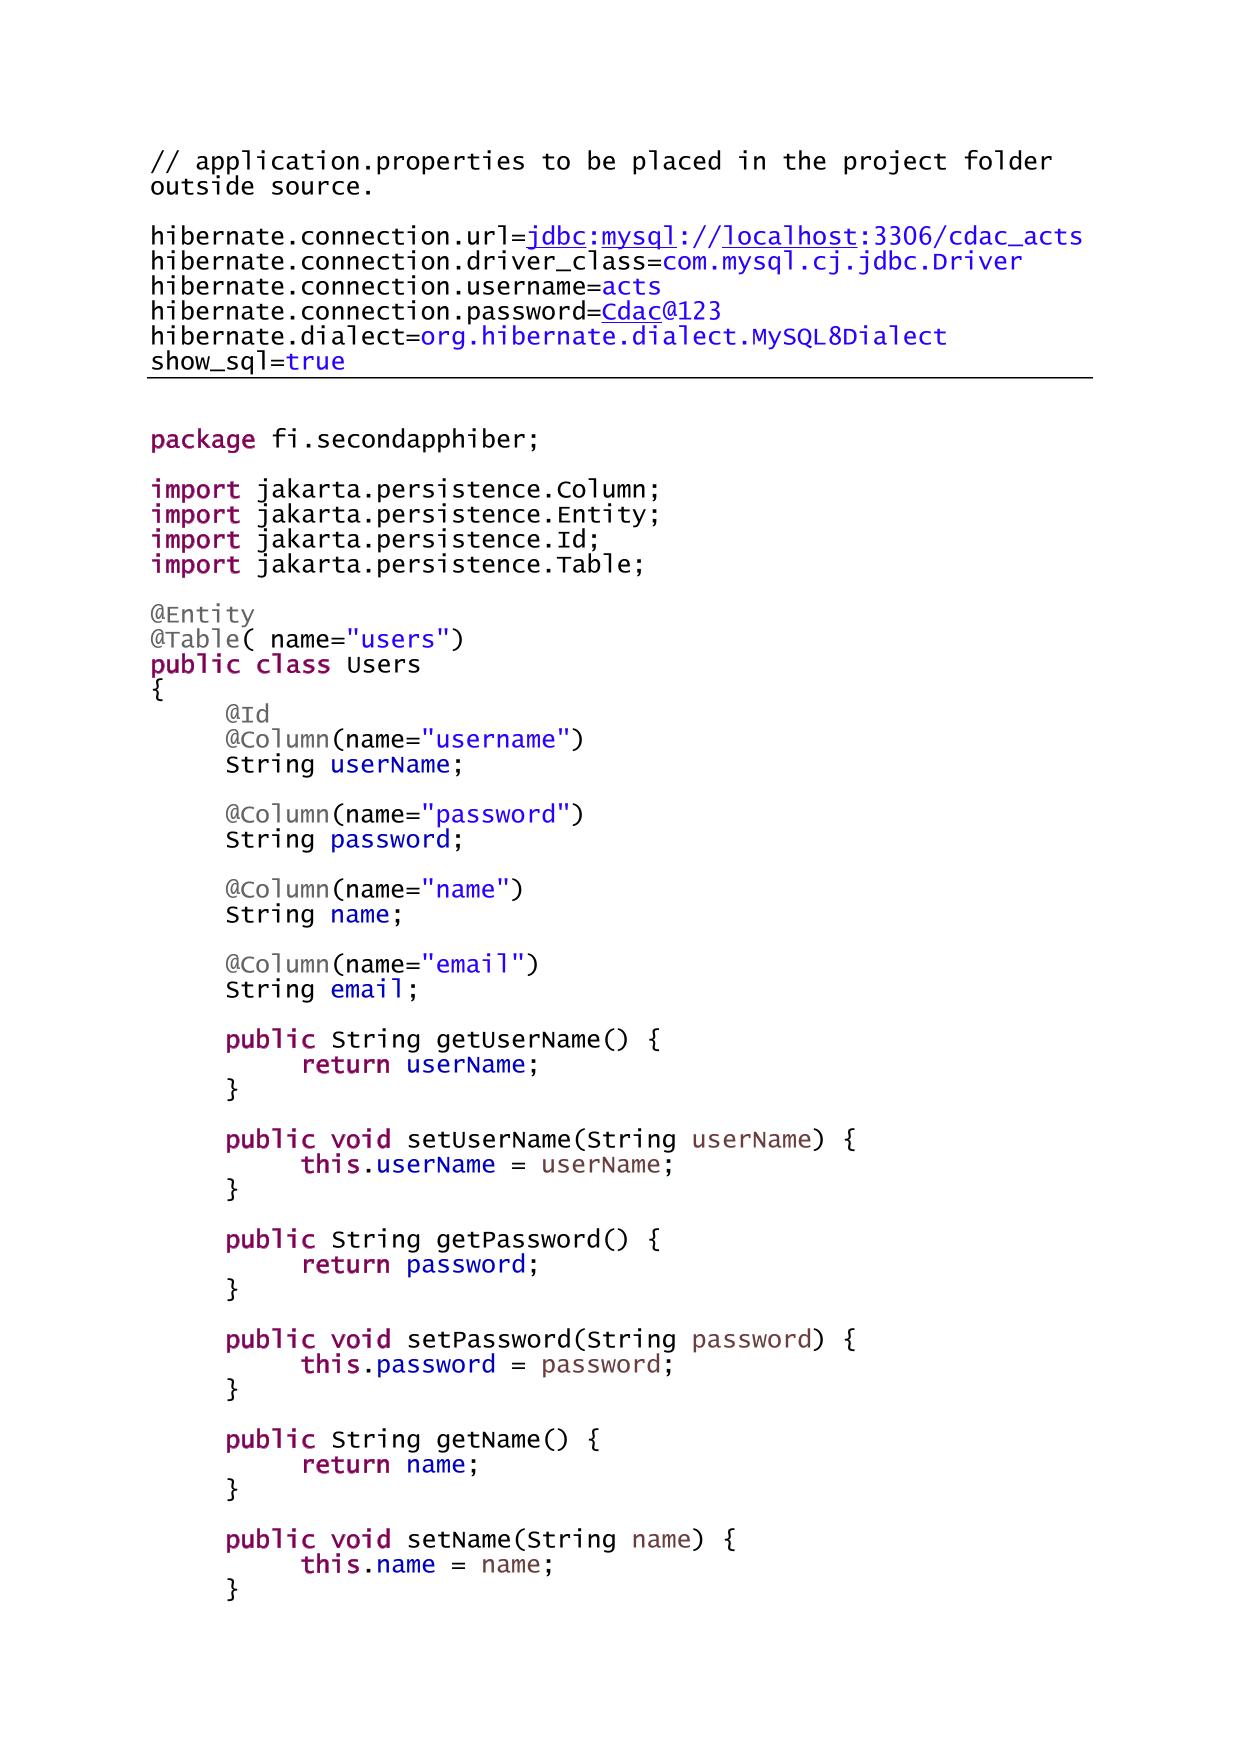 // application.properties to be placed in the project folder
outside source.
hibernate.connection.url=jdbc:mysql://localhost:3306/cdac_acts
hibernate.connection.driver_class=com.mysql.cj.jdbc.Driver
hibernate.connection.username=acts
hibernate.connection.password=Cdac@123
hibernate.dialect=org.hibernate.dialect.MySQL8Dialect
show_sql=true
package fi.secondapphiber;
import jakarta.persistence.Column;
import jakarta.persistence.Entity;
import jakarta.persistence.Id;
import jakarta.persistence.Table;
@Entity
@Table( name="users")
public class Users
{
@Id
@Column(name="username")
String userName;
@Column(name="password")
String password;
@Column(name="name")
String name;
@Column(name="email")
String email;
public String getUserName() {
return userName;
}
public void setUserName(String userName) {
this.userName = userName;
}
public String getPassword() {
return password;
}
public void setPassword(String password) {
this.password = password;
}
public String getName() {
return name;
}
public void setName(String name) {
this.name = name;
}